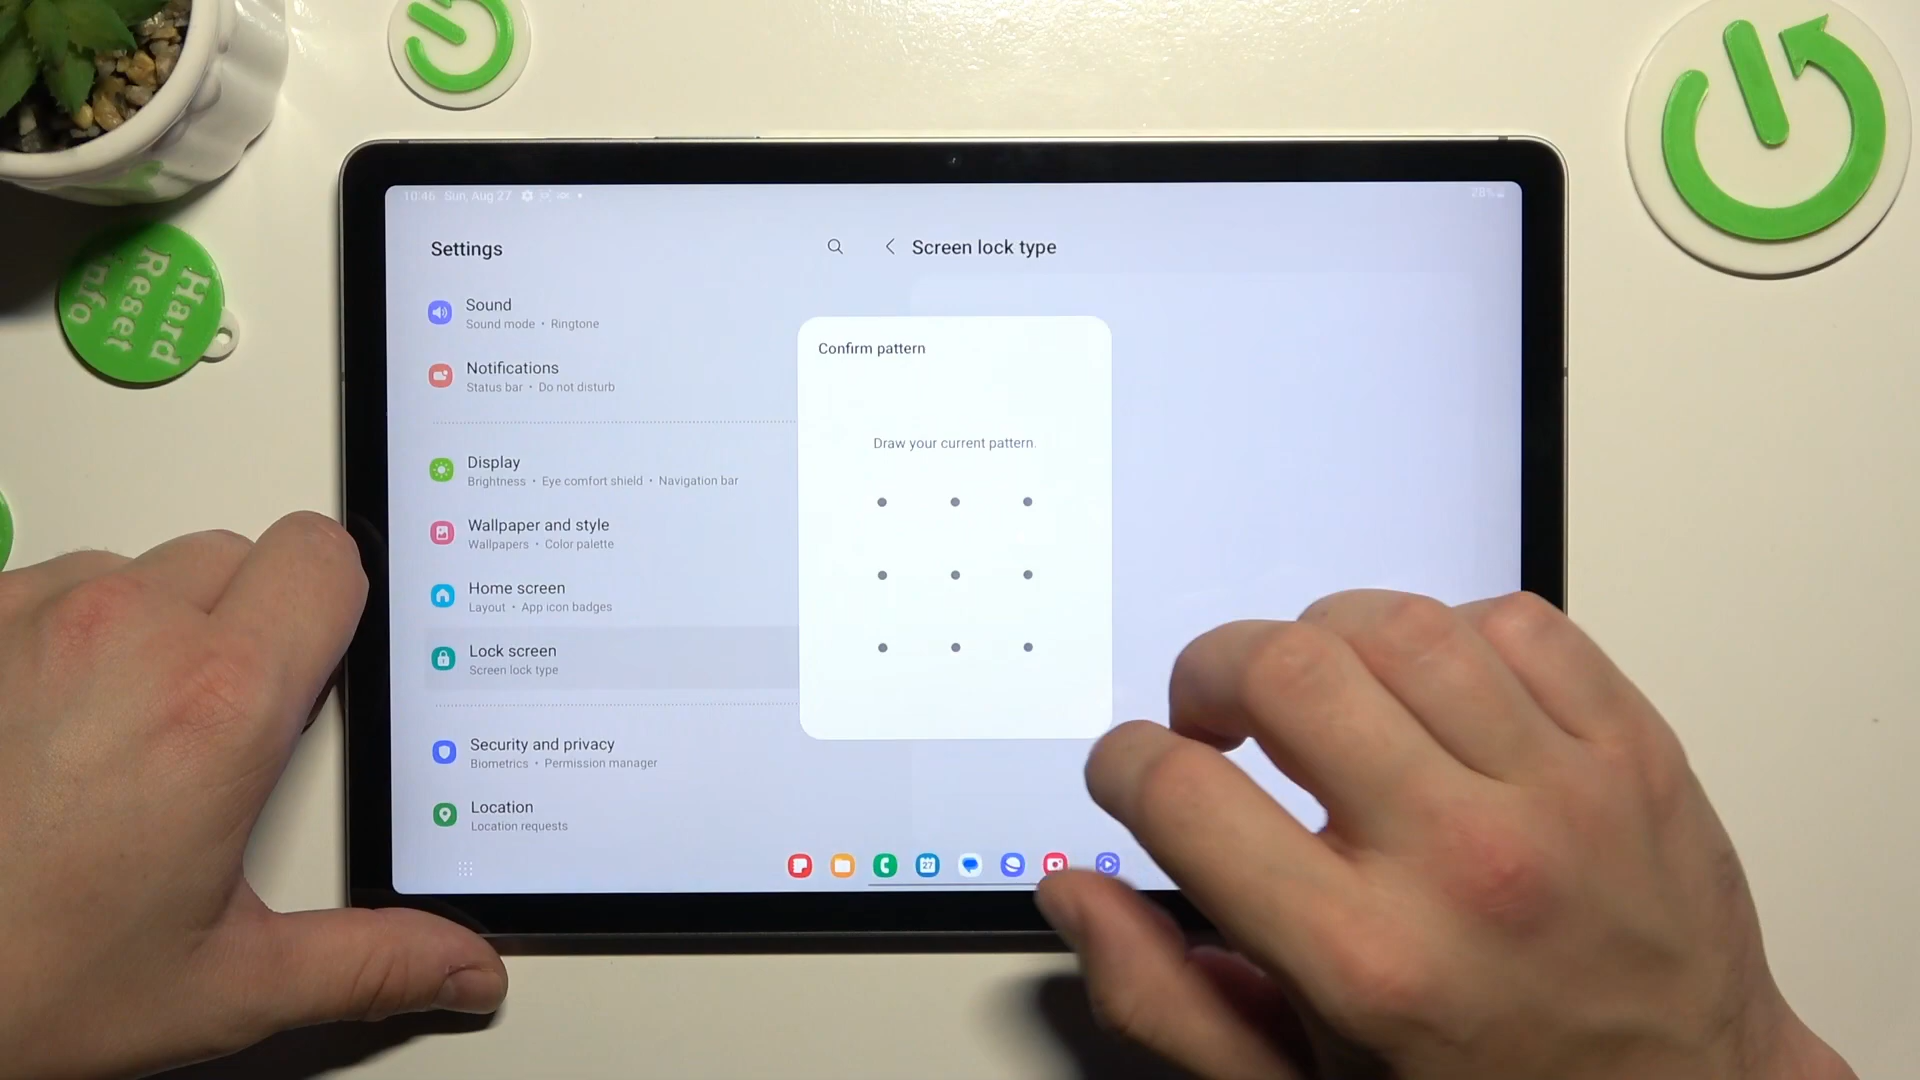 10:46 Sun, Aug 27
28%
Settings
Screen lock type
Sound
Sound mode • Ringtone
Notifications
Status bar • Do not disturb
Display
Brightness • Eye comfort shield • Navigation bar
Wallpaper and style
Wallpapers • Color palette
Home screen
Layout • App icon badges
Lock screen
Screen lock type
Security and privacy
Biometrics • Permission manager
Location
Location requests
Confirm pattern
Draw your current pattern.
27
Hard
Reset
Info